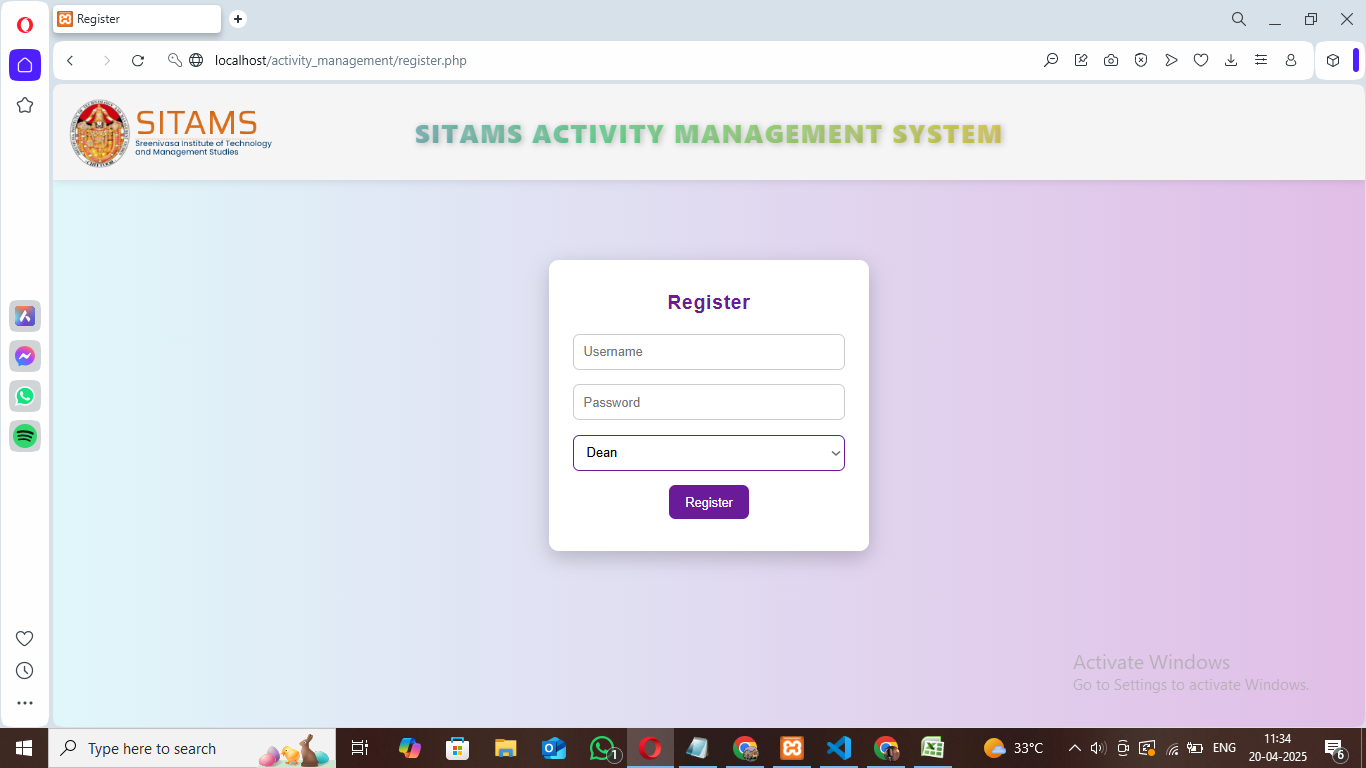 Register
localhost/activity_management/register.php
SITAMS
Sreenivasa Institute of Technology
and Management Studies
SITAMS ACTIVITY MANAGEMENT SYSTEM
Register
Username
Password
Dean
Register
Activate Windows
Go to Settings to activate Windows.
Type here to search
1
33°C
ENG
11:34
20-04-2025
6